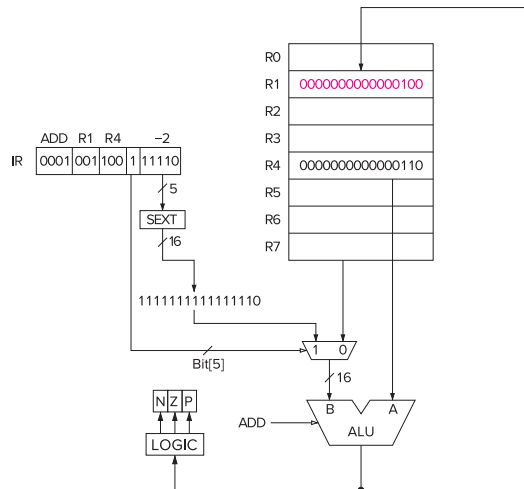 R0
R1 0000000000000100
R2
R3
ADD R1 R4 -2
IR 0001 001 100 1 11110
R4 0000000000000110
5
R5
SEXT
R6
16
R7
1111111111111110
1 0
Bit[5]
16
N Z P
B A
ADD
ALU
LOGIC